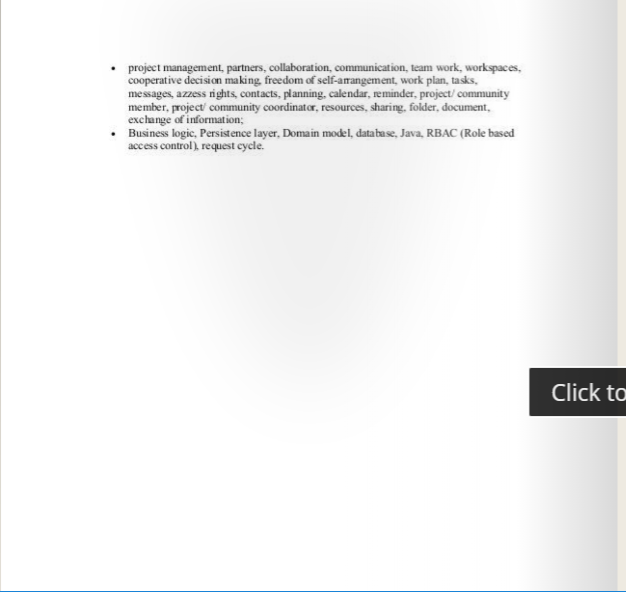 • project management, partners, collaboration, communication, team work, workspaces,
cooperative decision making, freedom of self-arrangement, work plan, tasks,
messages, azzess rights, contacts, planning, calendar, reminder, project/ community
member, project/ community coordinator, resources, sharing, folder, document,
exchange of information;
• Business logic, Persistence layer, Domain model, database, Java, RBAC (Role based
access control), request cycle.
Click to